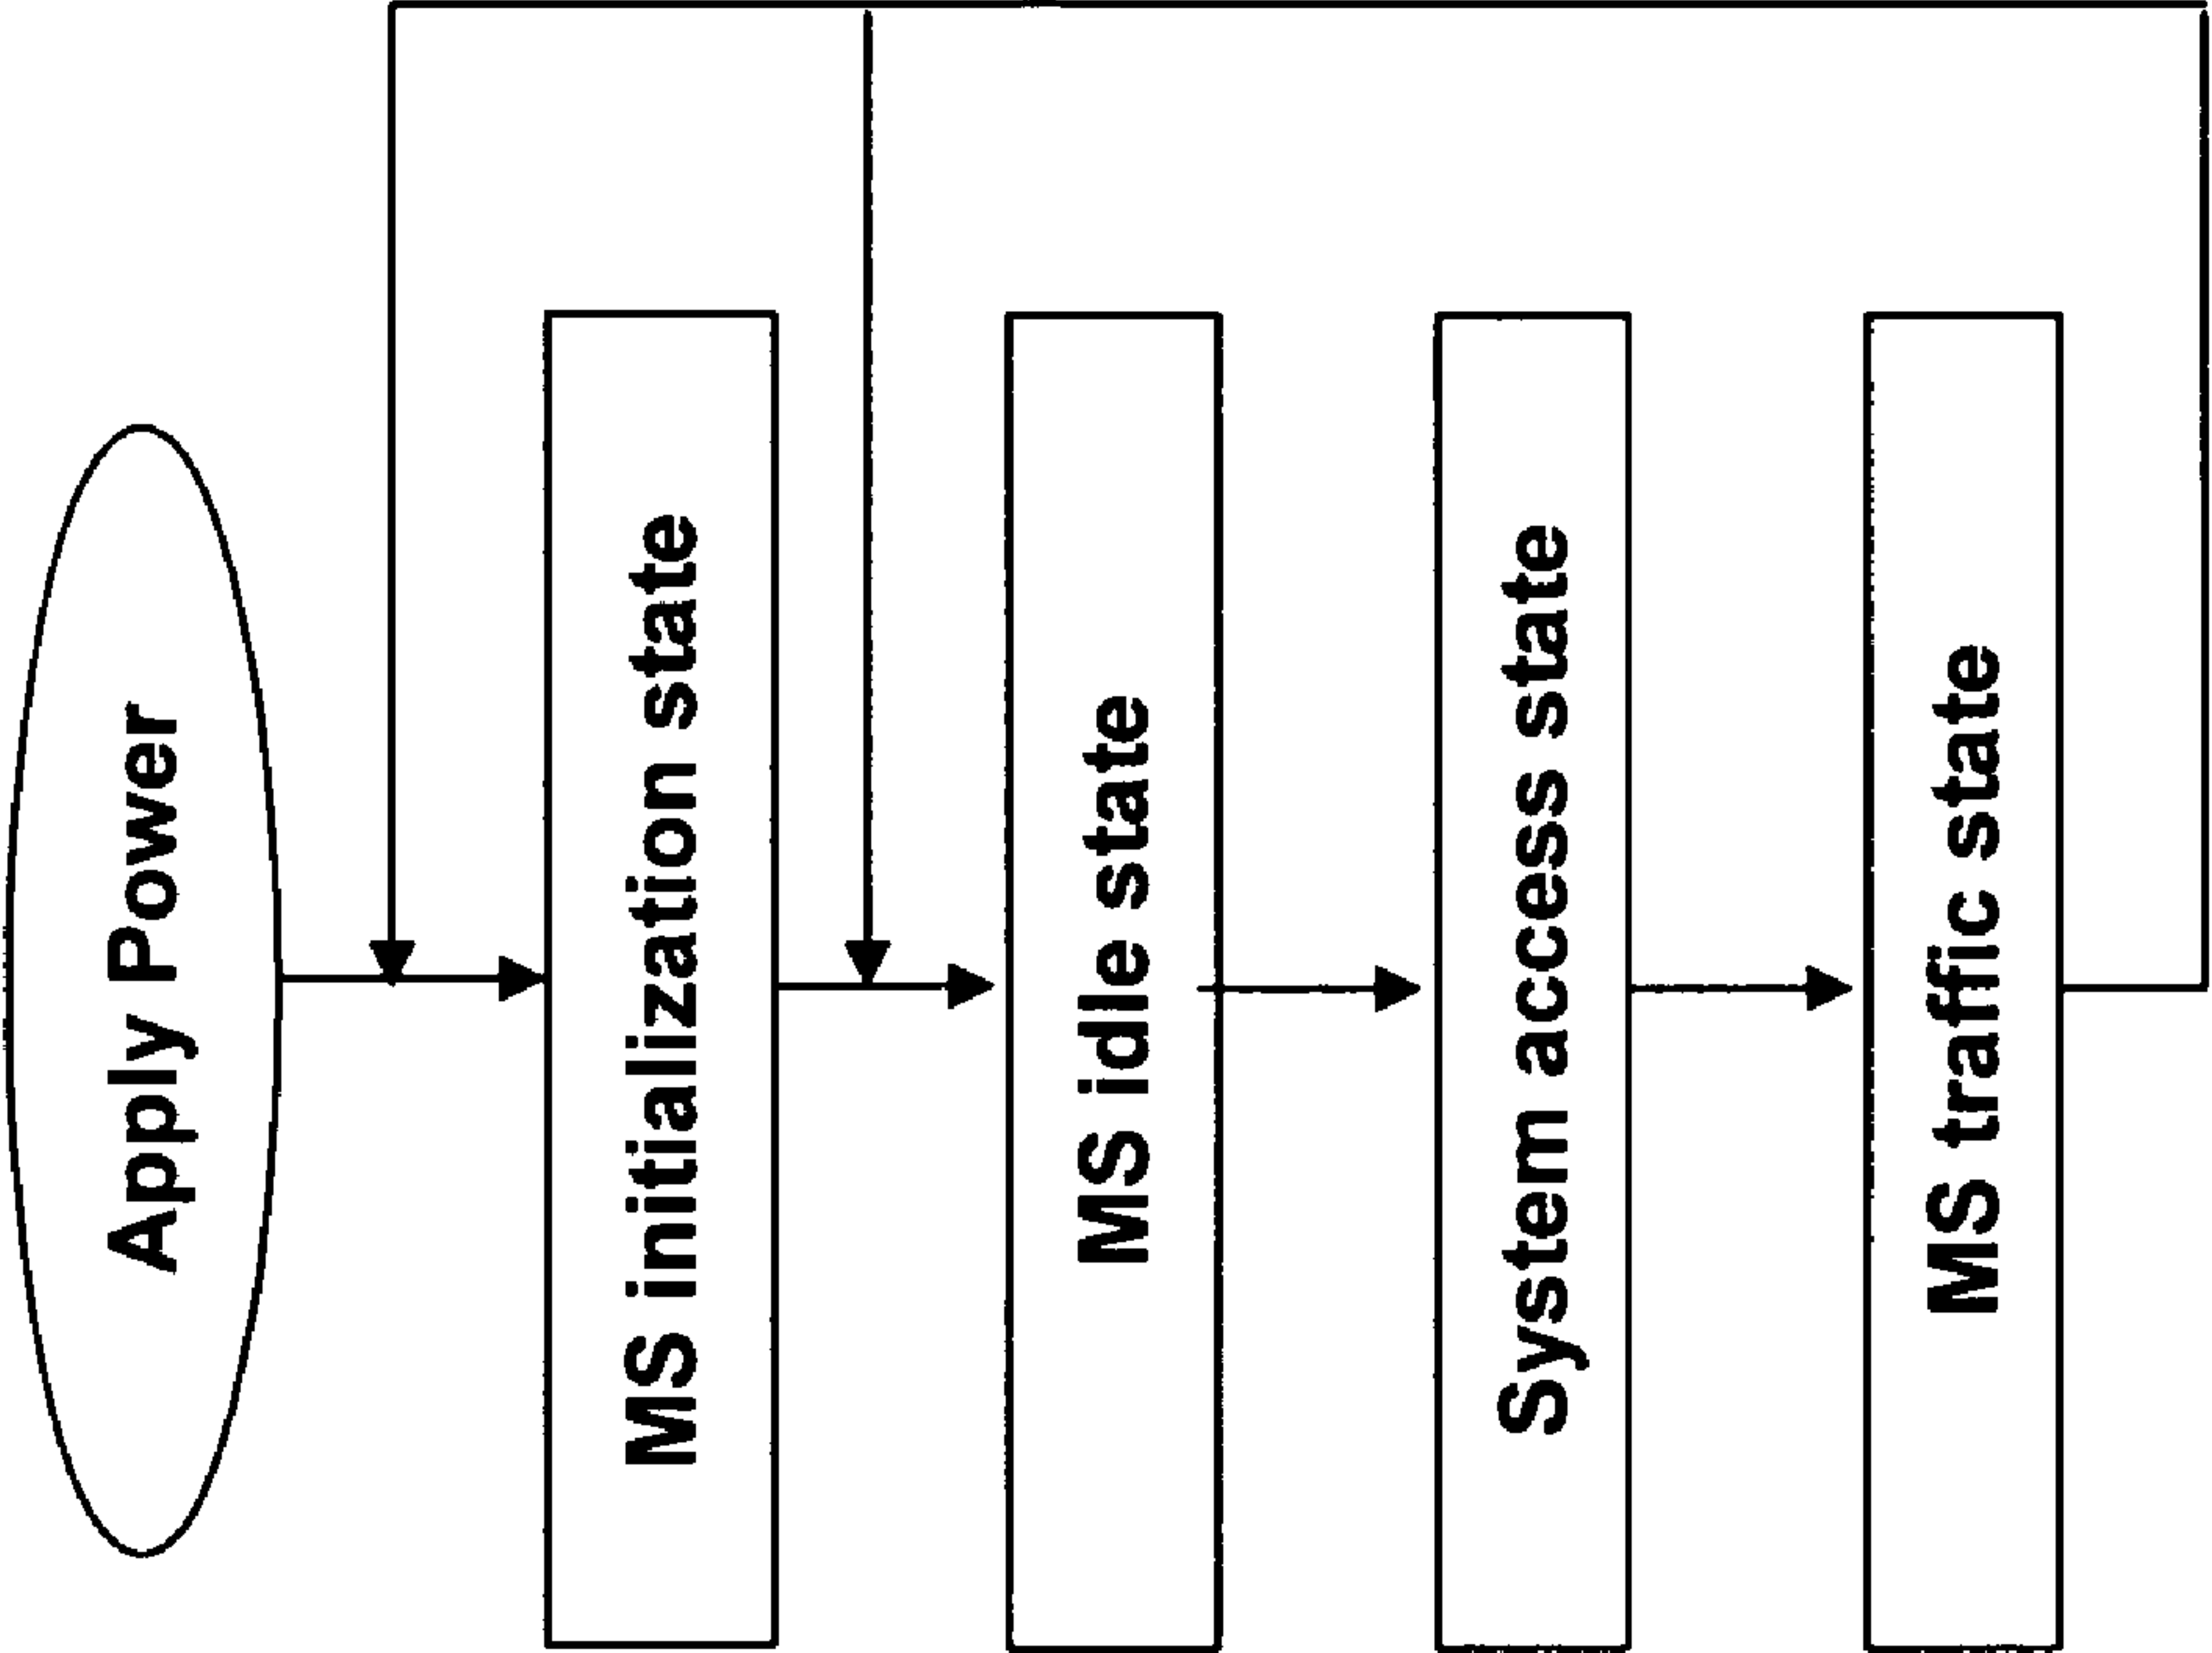 Apply Power
MS initialization state
MS idle state
System access state
MS traffic state